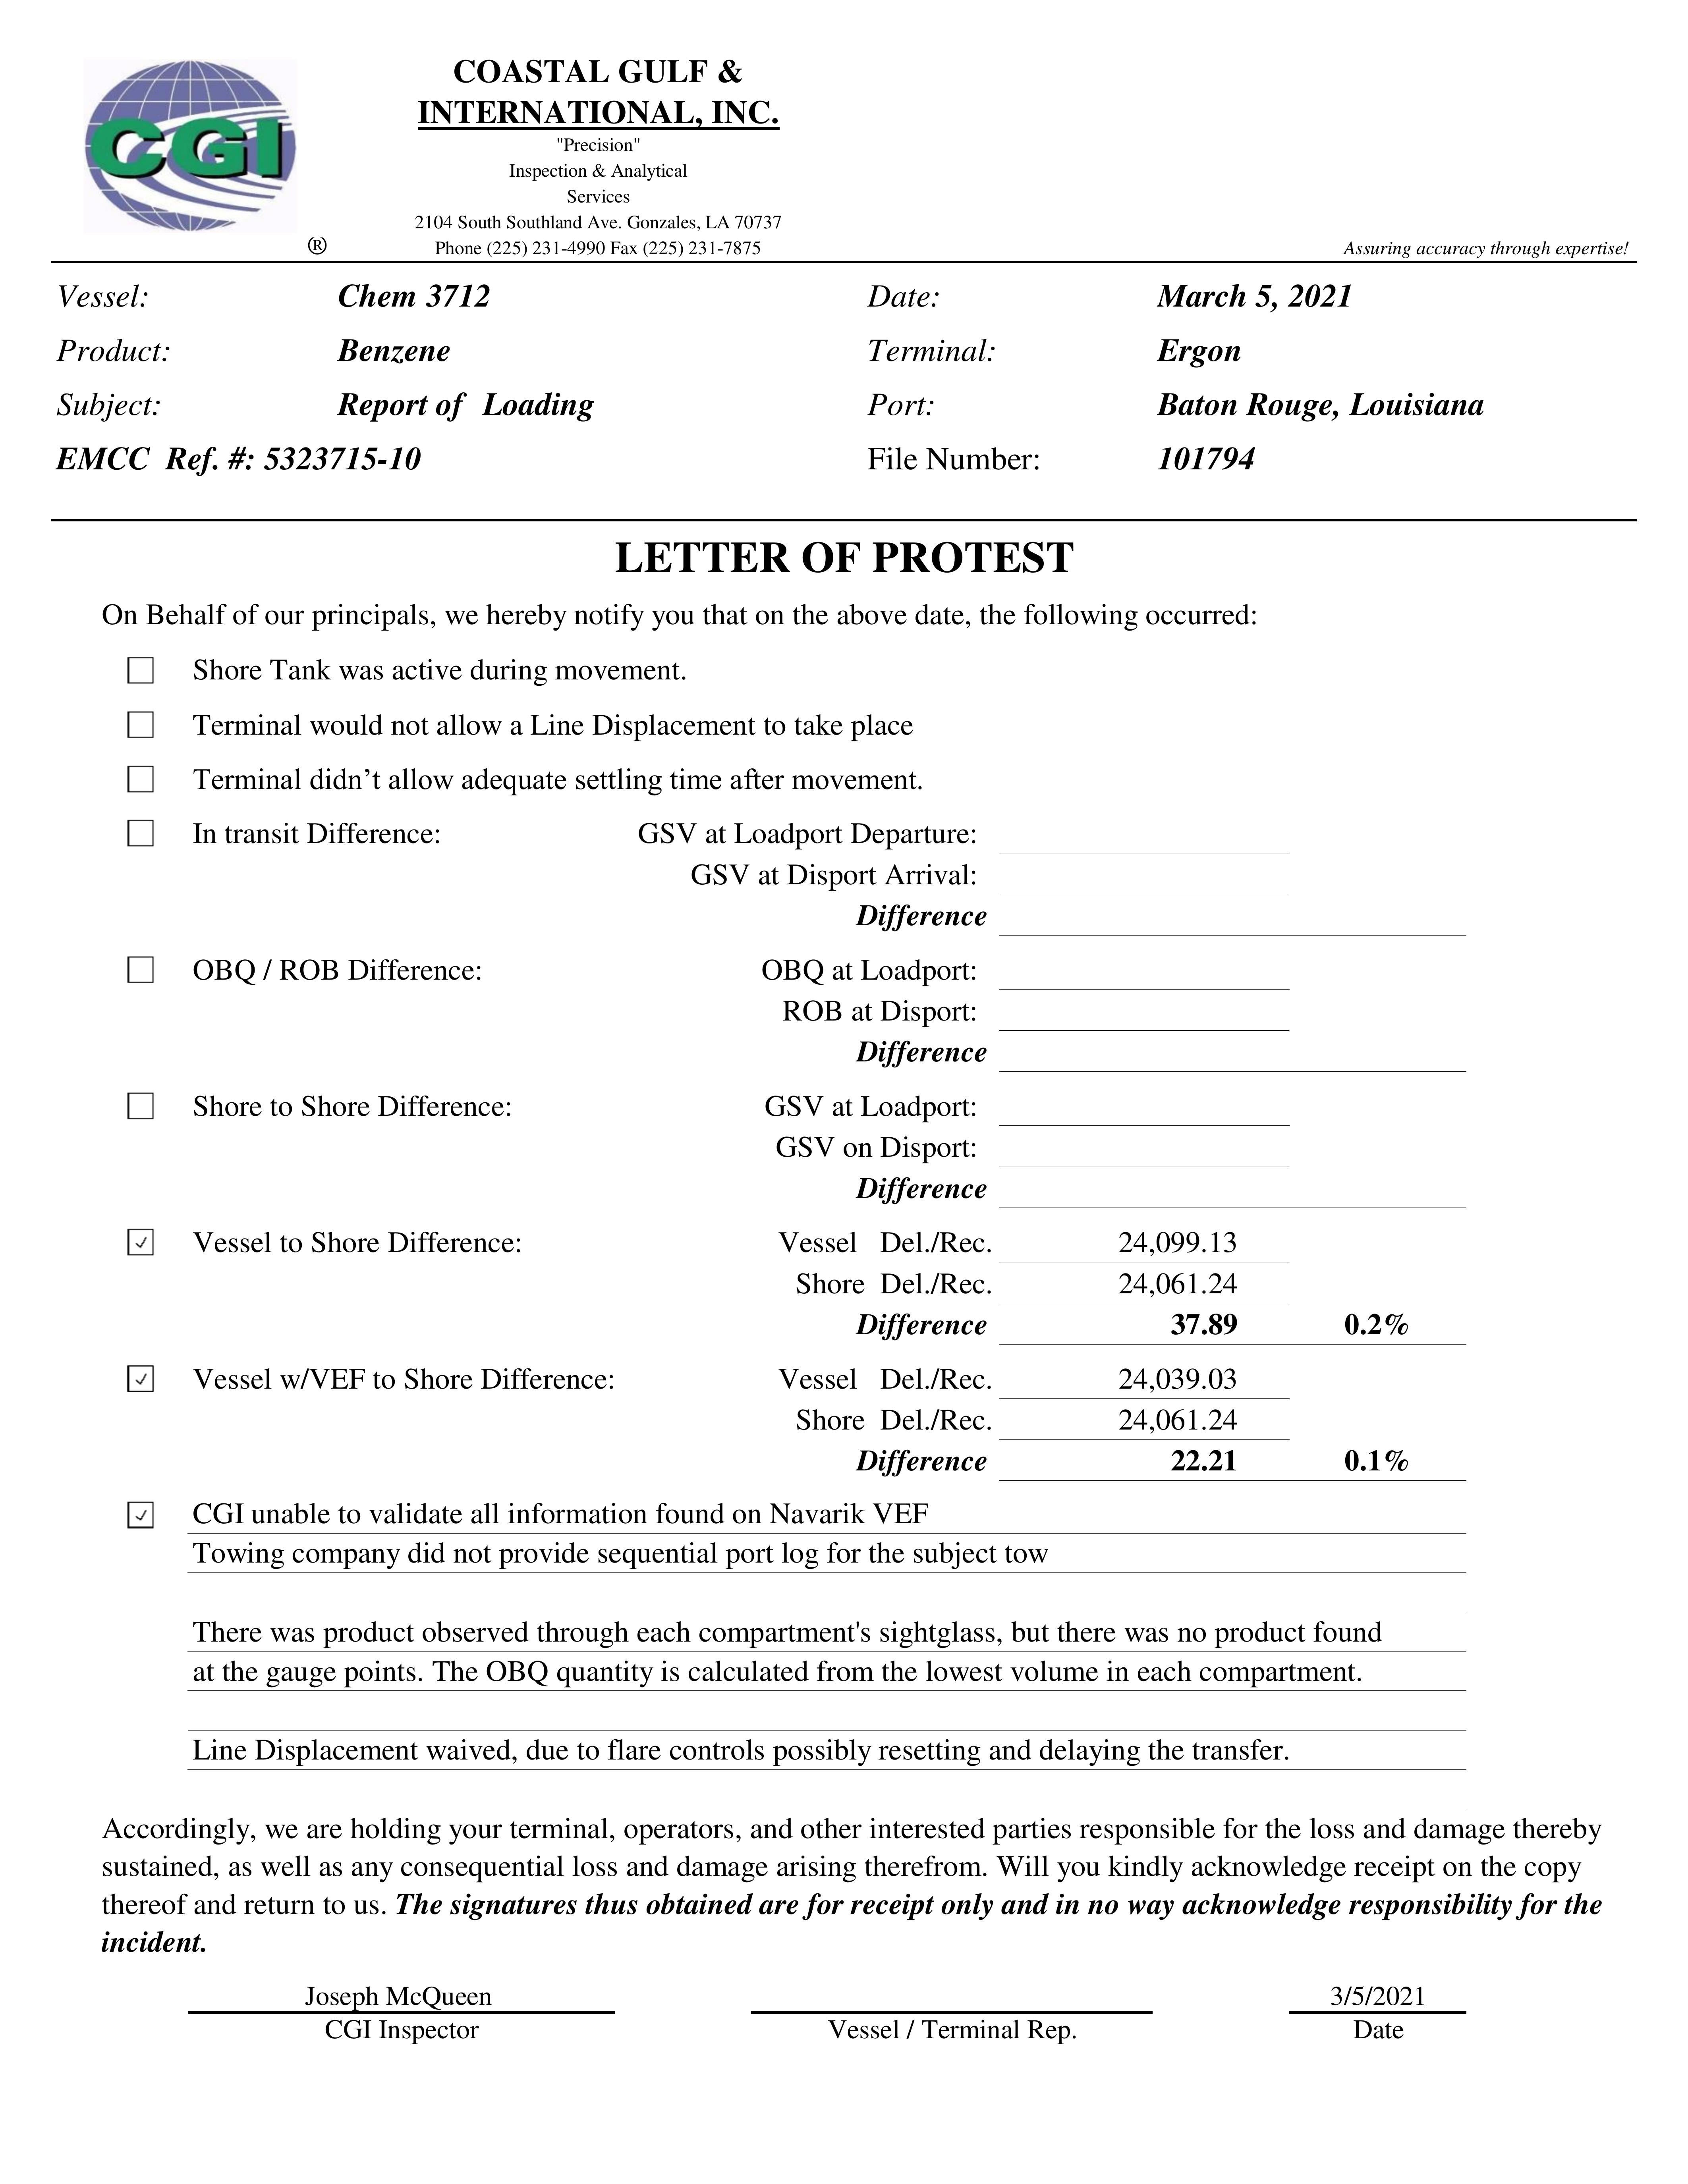 CGI
®
COASTAL GULF &
INTERNATIONAL, INC.
"Precision"
Inspection & Analytical
Services
2104 South Southland Ave. Gonzales, LA 70737
Phone (225) 231-4990 Fax (225) 231-7875
Assuring accuracy through expertise!
Vessel: Chem 3712 Date: March 5, 2021
Product: Benzene Terminal: Ergon
Subject: Report of Loading Port: Baton Rouge, Louisiana
EMCC Ref. #: 5323715-10 File Number: 101794
LETTER OF PROTEST
On Behalf of our principals, we hereby notify you that on the above date, the following occurred:
Shore Tank was active during movement.
Terminal would not allow a Line Displacement to take place
Terminal didn’t allow adequate settling time after movement.
In transit Difference: GSV at Loadport Departure:
GSV at Disport Arrival:
Difference
OBQ / ROB Difference: OBQ at Loadport:
ROB at Disport:
Difference
Shore to Shore Difference: GSV at Loadport:
GSV on Disport:
Difference
✓ Vessel to Shore Difference: Vessel Del./Rec. 24,099.13
Shore Del./Rec. 24,061.24
Difference 37.89 0.2%
✓ Vessel w/VEF to Shore Difference: Vessel Del./Rec. 24,039.03
Shore Del./Rec. 24,061.24
Difference 22.21 0.1%
✓ CGI unable to validate all information found on Navarik VEF
Towing company did not provide sequential port log for the subject tow
There was product observed through each compartment's sightglass, but there was no product found
at the gauge points. The OBQ quantity is calculated from the lowest volume in each compartment.
Line Displacement waived, due to flare controls possibly resetting and delaying the transfer.
Accordingly, we are holding your terminal, operators, and other interested parties responsible for the loss and damage thereby
sustained, as well as any consequential loss and damage arising therefrom. Will you kindly acknowledge receipt on the copy
thereof and return to us. The signatures thus obtained are for receipt only and in no way acknowledge responsibility for the
incident.
Joseph McQueen 3/5/2021
CGI Inspector Vessel / Terminal Rep. Date